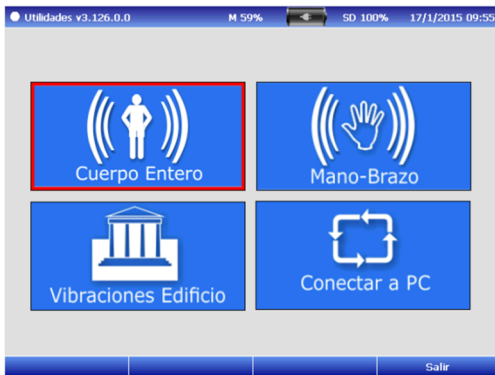 Utilidades v3.126.0.0 M 59% SD 100% 17/1/2015 09:55
Cuerpo Entero
Mano-Brazo
Vibraciones Edificio
Conectar a PC
Salir